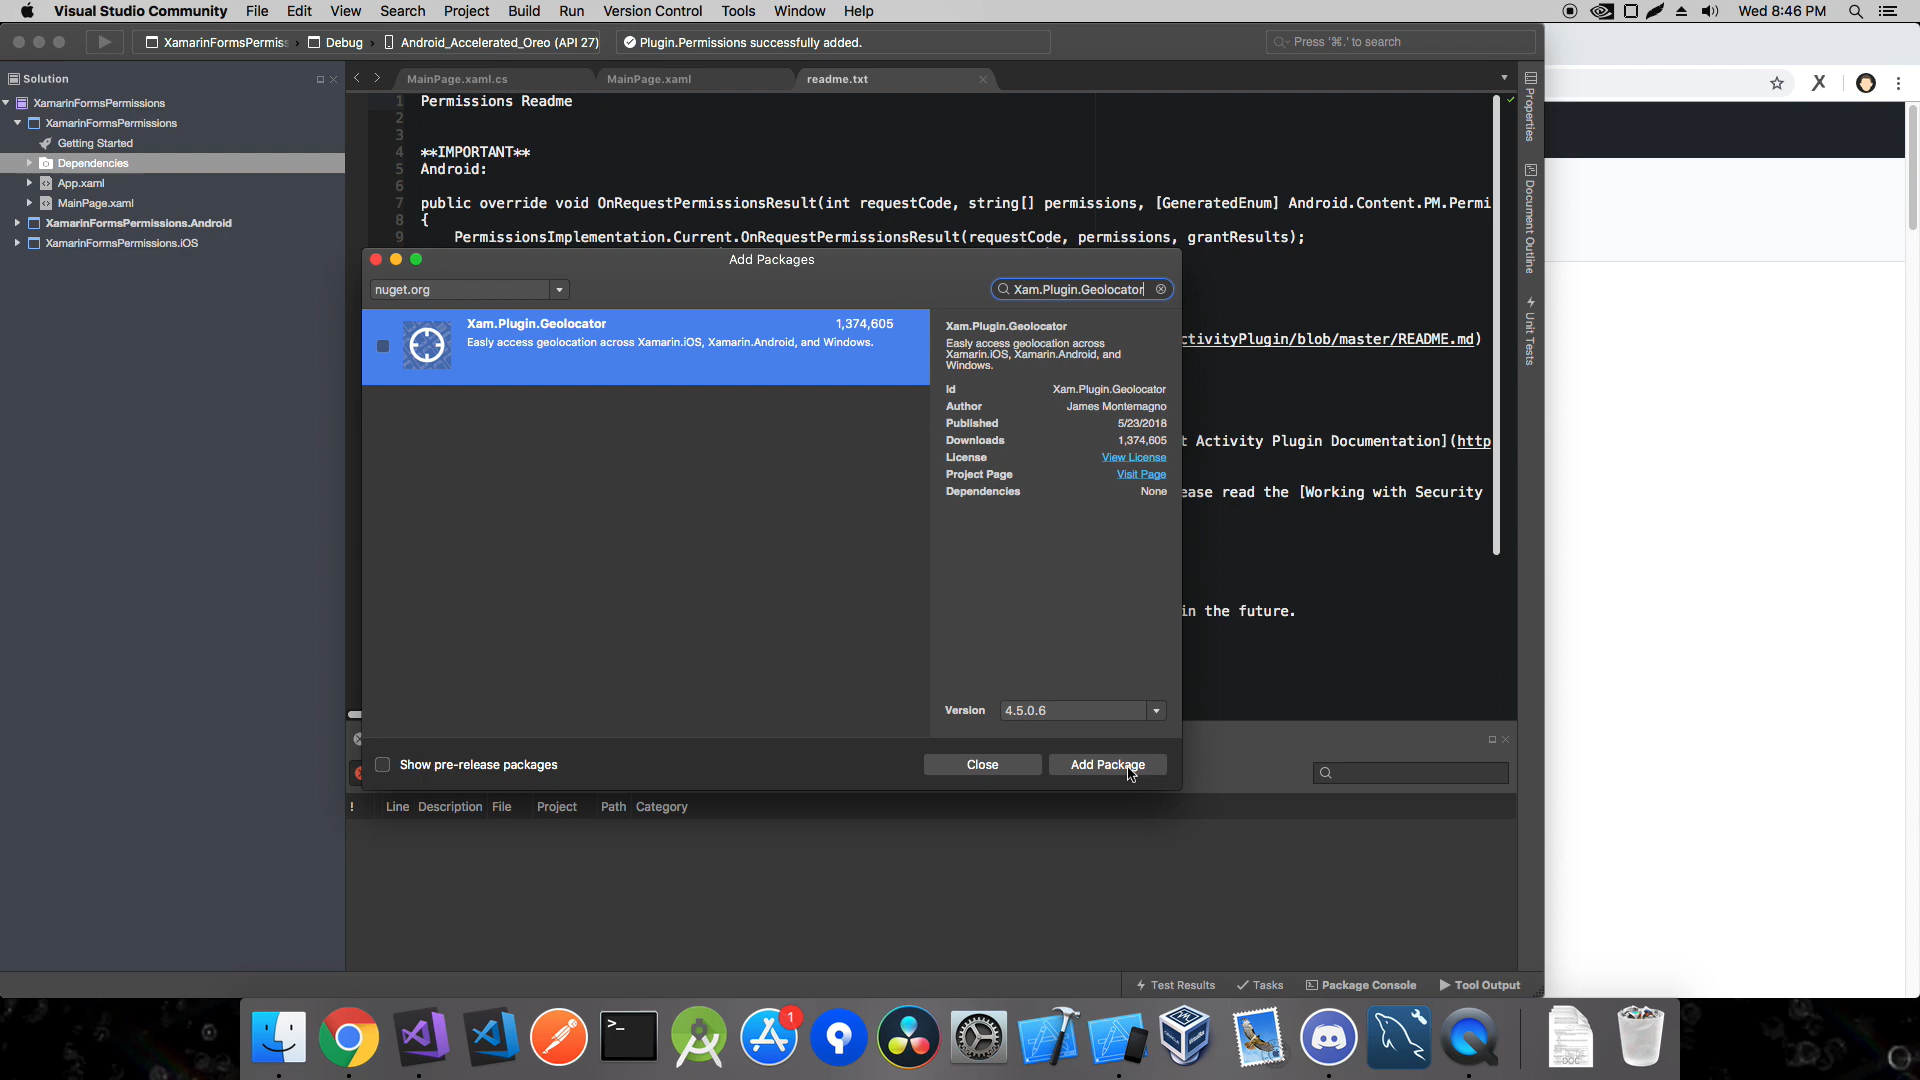 Visual Studio Community File Edit View Search Project Build Run Version Control Tools Window Help Wed 8:46 PM
XamarinFormsPermiss Debug Android_Accelerated_Oreo (API 27) Plugin.Permissions successfully added. Press '⌘.' to search
Solution
XamarinFormsPermissions
XamarinFormsPermissions
Getting Started
Dependencies
App.xaml
MainPage.xaml
XamarinFormsPermissions.Android
XamarinFormsPermissions.iOS
MainPage.xaml.cs MainPage.xaml readme.txt
1 Permissions Readme
2
3
4 **IMPORTANT**
5 Android:
6
7 public override void OnRequestPermissionsResult(int requestCode, string[] permissions, [GeneratedEnum] Android.Content.PM.Permi
8 {
9 PermissionsImplementation.Current.OnRequestPermissionsResult(requestCode, permissions, grantResults);
ctivityPlugin/blob/master/README.md)
t Activity Plugin Documentation](http
ease read the [Working with Security
in the future.
Add Packages
nuget.org
Xam.Plugin.Geolocator
Xam.Plugin.Geolocator 1,374,605
Easly access geolocation across Xamarin.iOS, Xamarin.Android, and Windows.
Xam.Plugin.Geolocator
Easly access geolocation across
Xamarin.iOS, Xamarin.Android, and
Windows.
Id Xam.Plugin.Geolocator
Author James Montemagno
Published 5/23/2018
Downloads 1,374,605
License View License
Project Page Visit Page
Dependencies None
Version 4.5.0.6
Show pre-release packages
Close Add Package
! Line Description File Project Path Category
Properties
Document Outline
Unit Tests
Test Results Tasks Package Console Tool Output
>_
1
DOC